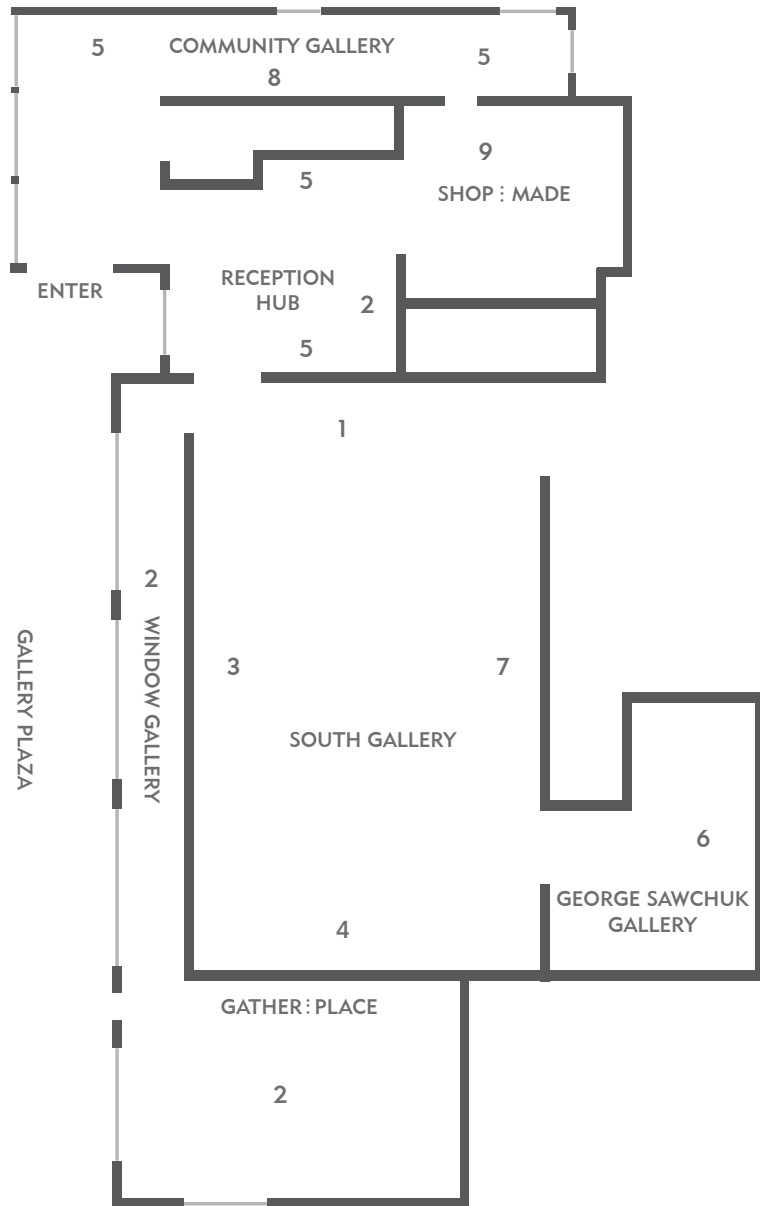 5
COMMUNITY GALLERY
5
8
9
5
SHOP⋮MADE
RECEPTION
HUB
2
ENTER
5
1
2
WINDOW GALLERY
GALLERY PLAZA
3
7
SOUTH GALLERY
6
GEORGE SAWCHUK
GALLERY
4
GATHER⋮PLACE
2